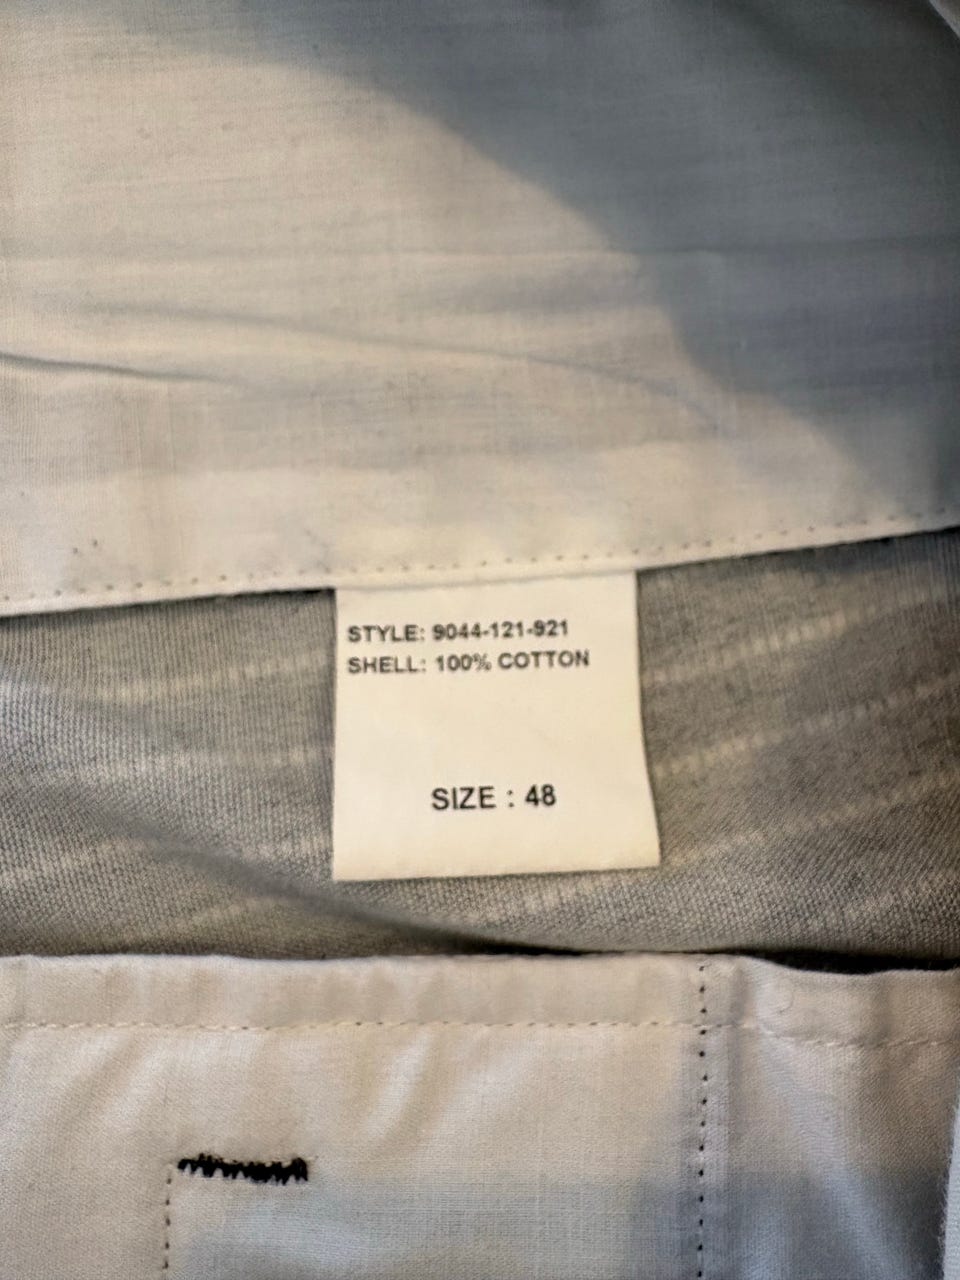 STYLE: 9044-121-921
SHELL: 100% COTTON
SIZE : 48